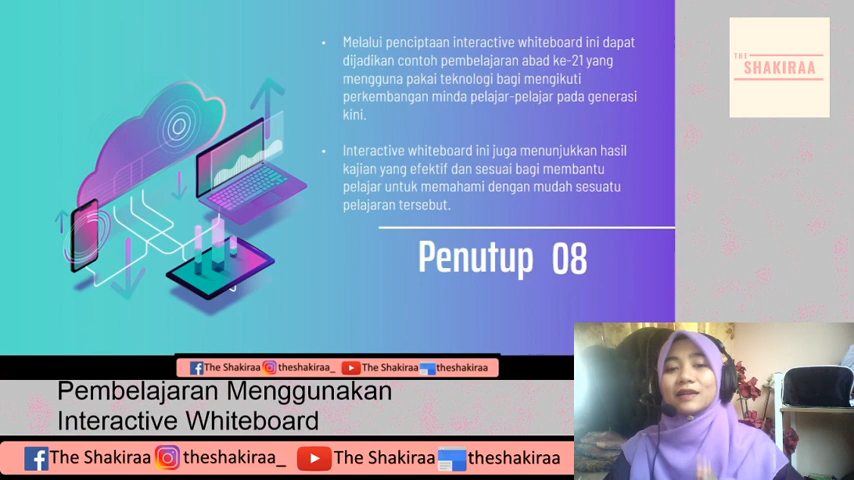 • Melalui penciptaan interactive whiteboard ini dapat
dijadikan contoh pembelajaran abad ke-21 yang
mengguna pakai teknologi bagi mengikuti
perkembangan minda pelajar-pelajar pada generasi
kini.
• Interactive whiteboard ini juga menunjukkan hasil
kajian yang efektif dan sesuai bagi membantu
pelajar untuk memahami dengan mudah sesuatu
pelajaran tersebut.
Penutup 08
THE
SHAKIRAA
The Shakiraa theshakiraa_ The Shakiraa theshakiraa
Pembelajaran Menggunakan
Interactive Whiteboard
The Shakiraa theshakiraa_ The Shakiraa theshakiraa